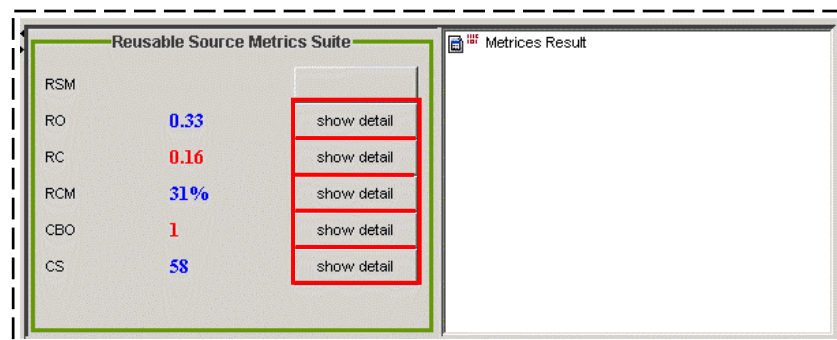 Reusable Source Metrics Suite
RSM
RO 0.33 show detail
RC 0.16 show detail
RCM 31% show detail
CBO 1 show detail
CS 58 show detail
Metrices Result